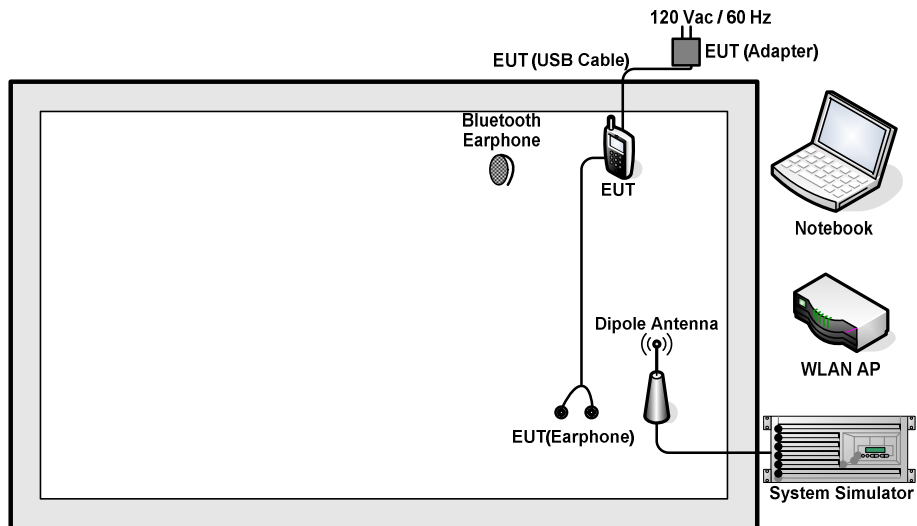 120 Vac / 60 Hz
EUT (USB Cable)
EUT (Adapter)
Bluetooth
Earphone
EUT
Notebook
Dipole Antenna
WLAN AP
EUT(Earphone)
System Simulator